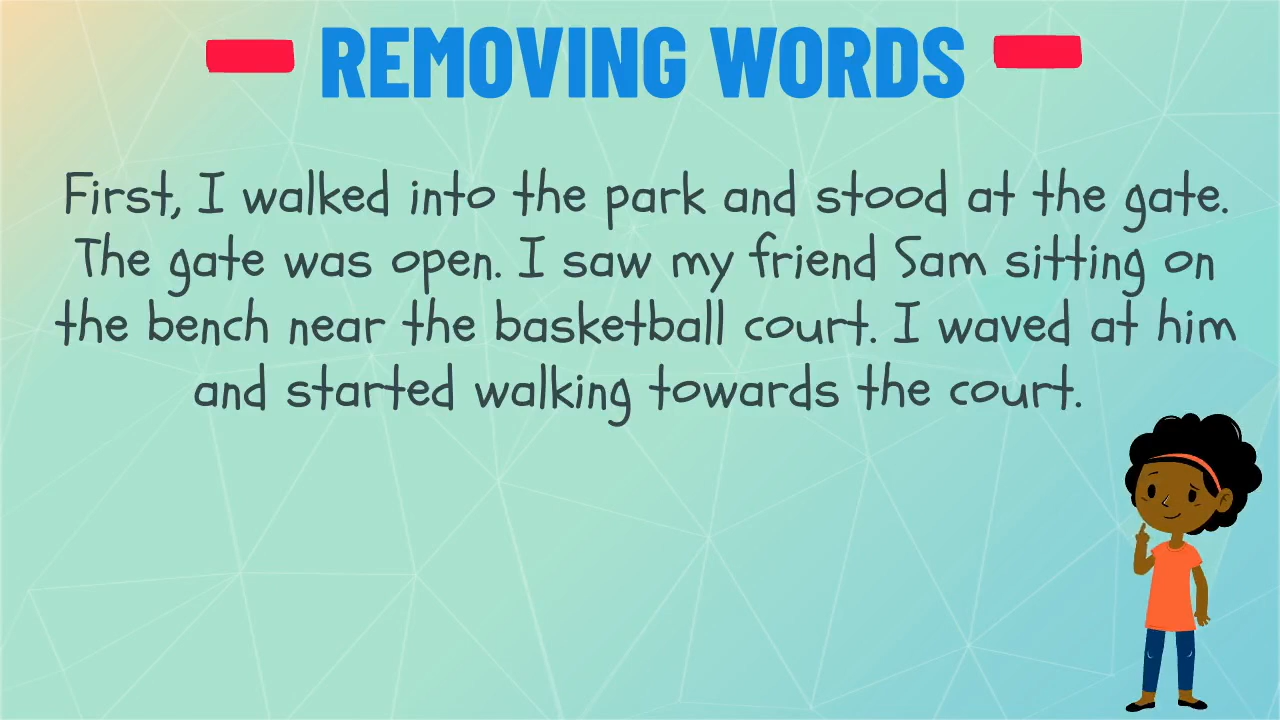 REMOVING WORDS
First, I walked into the park and stood at the gate.
The gate was open. I saw my friend Sam sitting on
the bench near the basketball court. I waved at him
and started walking towards the court.